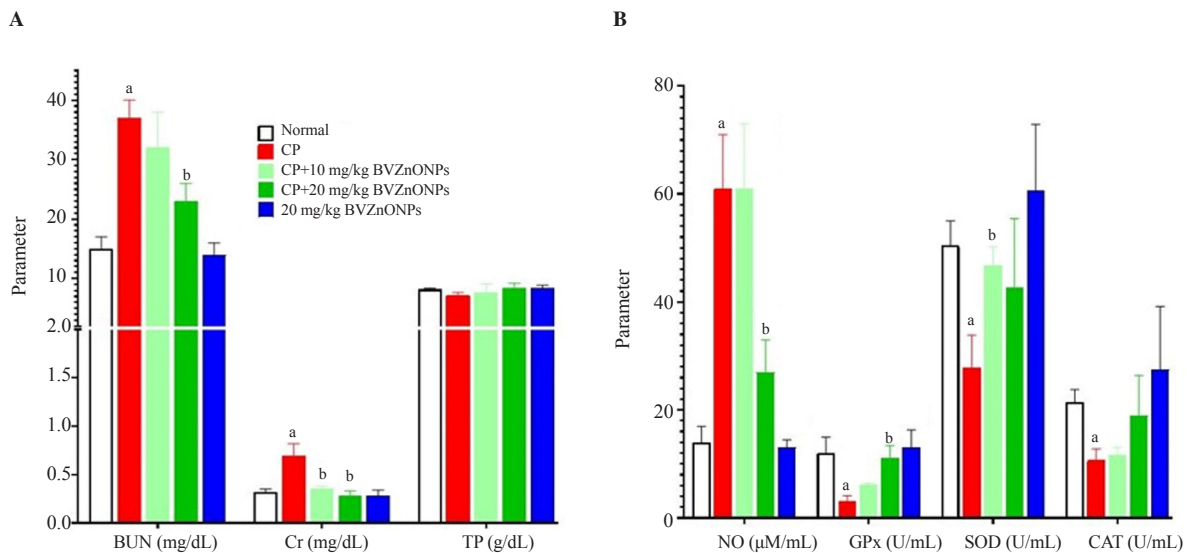 A
40
30
20
10
2.0
1.5
1.0
0.5
0.0
Parameter
a
b
a
b
b
Normal
CP
CP+10 mg/kg BVZnONPs
CP+20 mg/kg BVZnONPs
20 mg/kg BVZnONPs
BUN (mg/dL) Cr (mg/dL) TP (g/dL)
B
80
60
40
20
0
Parameter
a
b
a
b
a
b
a
NO (μM/mL) GPx (U/mL) SOD (U/mL) CAT (U/mL)